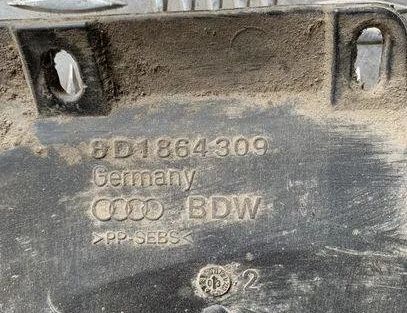 8D1864309
Germany
BDW
>PP-SEBS<
2